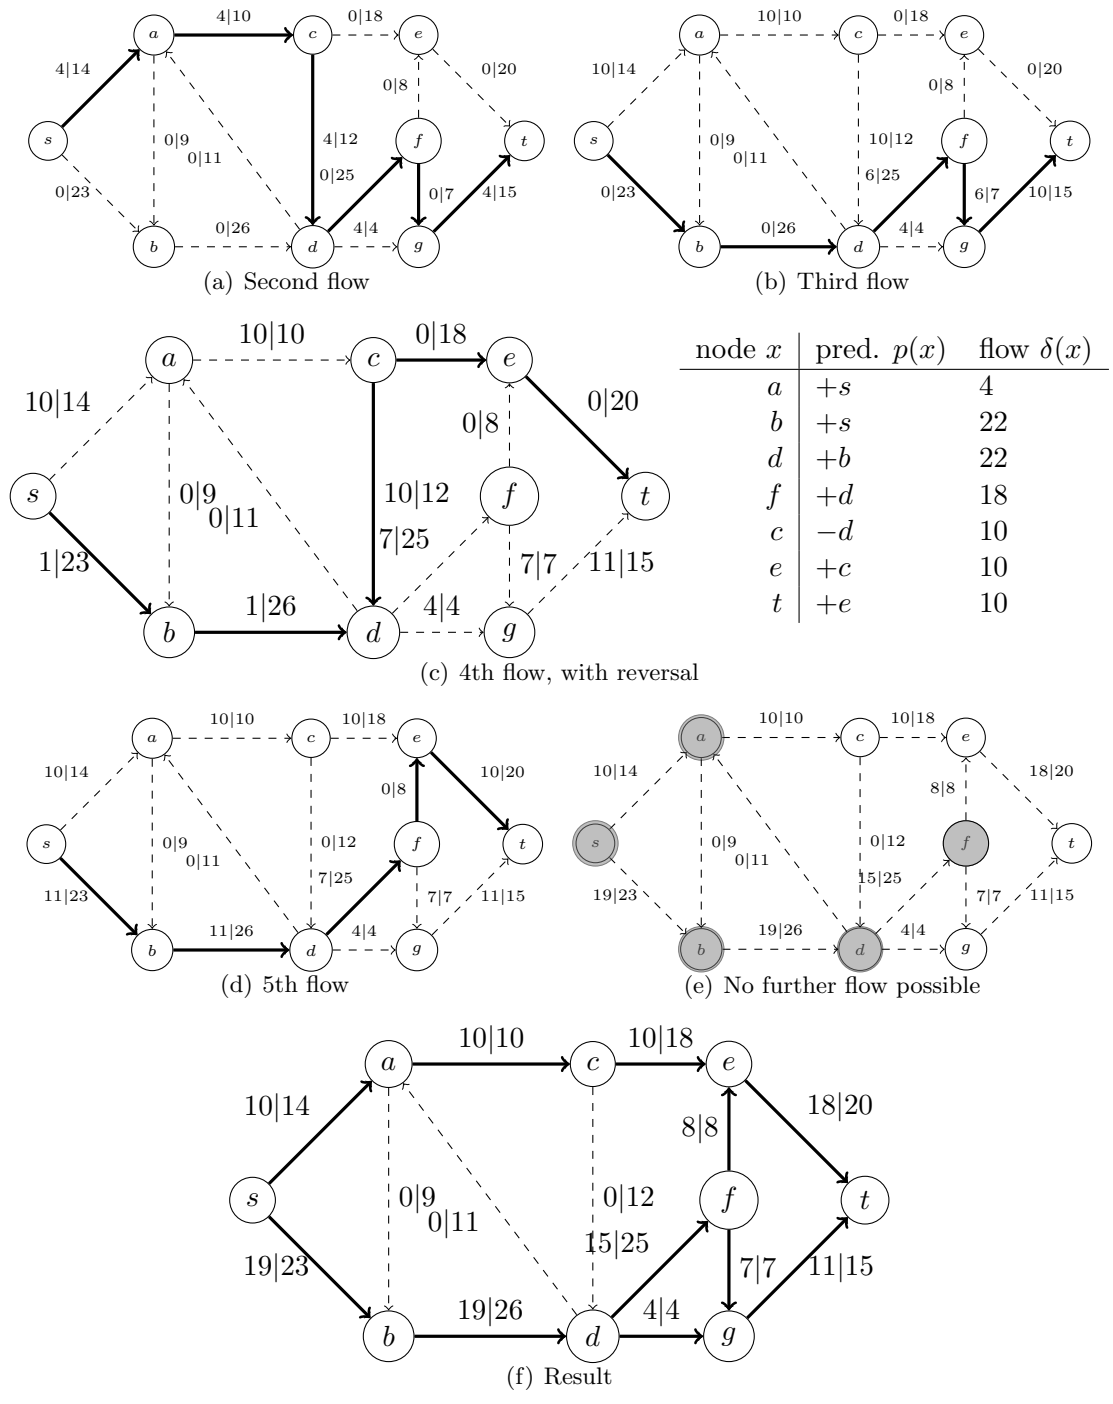 a 4|10 c 0|18 e
4|14 0|8 0|20
s 0|9 0|11 4|12 f t
0|23 0|25 0|7 4|15
b 0|26 d 4|4 g
(a) Second flow
a 10|10 c 0|18 e
10|14 0|8 0|20
s 0|9 0|11 10|12 f t
0|23 6|25 6|7 10|15
b 0|26 d 4|4 g
(b) Third flow
a 10|10 c 0|18 e
10|14 0|8 0|20
s 0|9 0|11 10|12 f t
1|23 7|25 7|7 11|15
b 1|26 d 4|4 g
node x pred. p(x) flow δ(x)
a +s 4
b +s 22
d +b 22
f +d 18
c −d 10
e +c 10
t +e 10
(c) 4th flow, with reversal
a 10|10 c 10|18 e
10|14 0|8 10|20
s 0|9 0|11 0|12 f t
11|23 7|25 7|7 11|15
b 11|26 d 4|4 g
(d) 5th flow
a 10|10 c 10|18 e
10|14 8|8 18|20
s 0|9 0|11 0|12 f t
19|23 15|25 7|7 11|15
b 19|26 d 4|4 g
(e) No further flow possible
a 10|10 c 10|18 e
10|14 8|8 18|20
s 0|9 0|11 0|12 f t
19|23 15|25 7|7 11|15
b 19|26 d 4|4 g
(f) Result